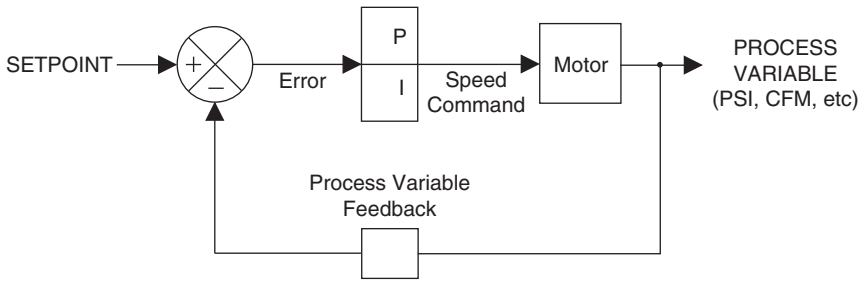 SETPOINT
+
−
Error
P
I
Speed
Command
Motor
PROCESS
VARIABLE
(PSI, CFM, etc)
Process Variable
Feedback